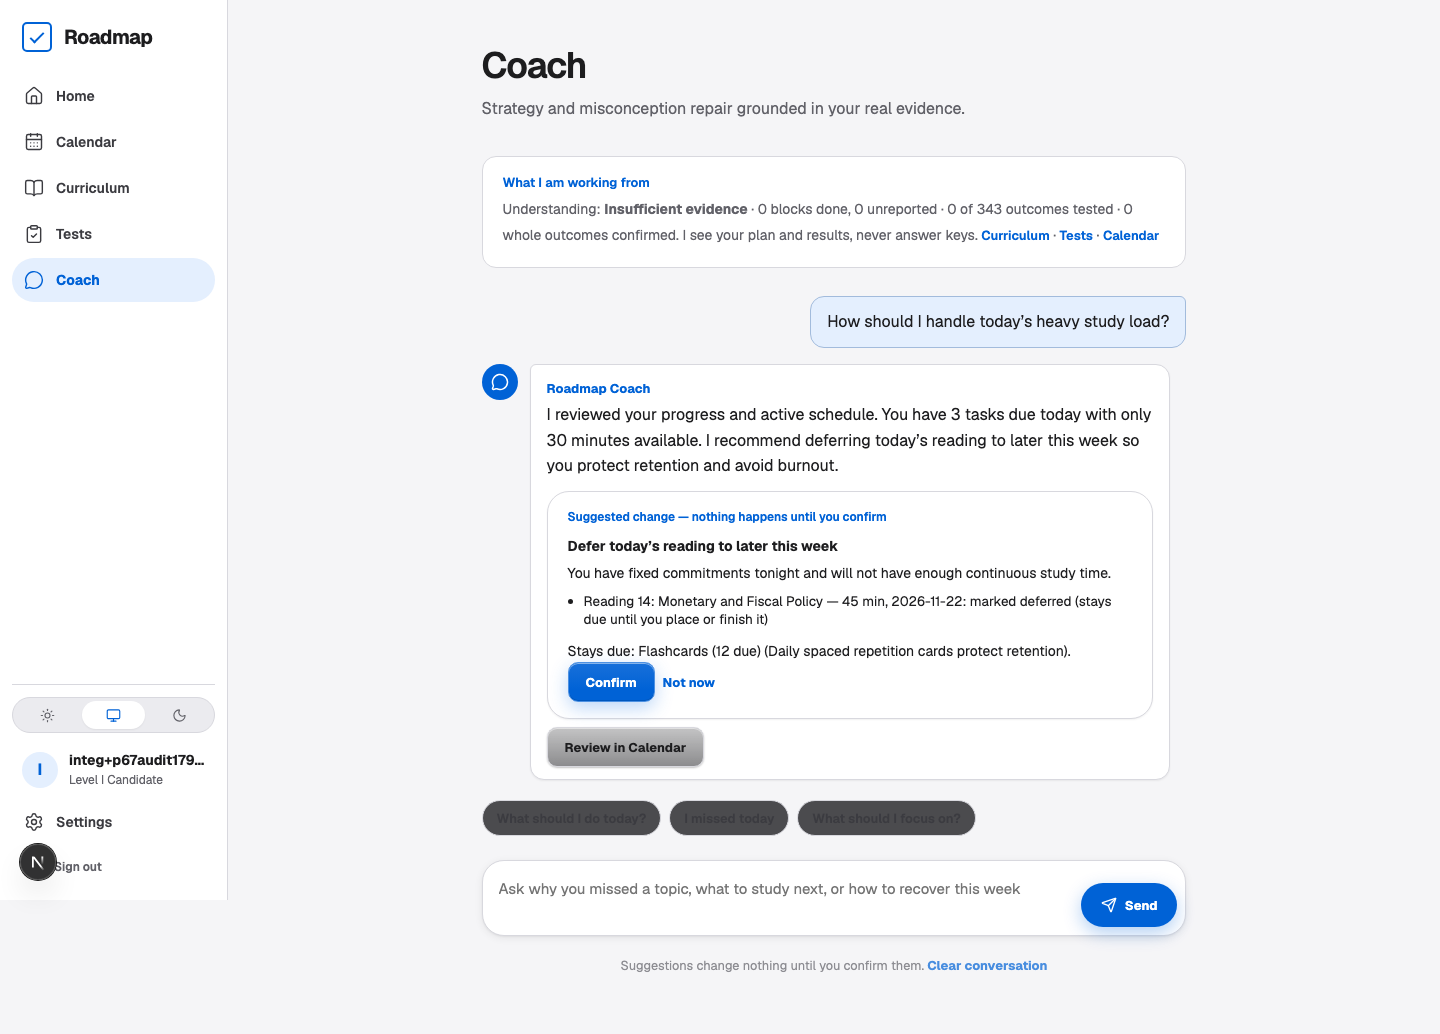 Roadmap
Home
Calendar
Curriculum
Tests
Coach
integ+p67audit179...
Level I Candidate
I
Settings
N
Sign out
Coach
Strategy and misconception repair grounded in your real evidence.
What I am working from
Understanding: Insufficient evidence · 0 blocks done, 0 unreported · 0 of 343 outcomes tested · 0
whole outcomes confirmed. I see your plan and results, never answer keys. Curriculum · Tests · Calendar
How should I handle today’s heavy study load?
Roadmap Coach
I reviewed your progress and active schedule. You have 3 tasks due today with only
30 minutes available. I recommend deferring today’s reading to later this week so
you protect retention and avoid burnout.
Suggested change — nothing happens until you confirm
Defer today’s reading to later this week
You have fixed commitments tonight and will not have enough continuous study time.
• Reading 14: Monetary and Fiscal Policy — 45 min, 2026-11-22: marked deferred (stays
due until you place or finish it)
Stays due: Flashcards (12 due) (Daily spaced repetition cards protect retention).
Confirm Not now
Review in Calendar
What should I do today? I missed today What should I focus on?
Ask why you missed a topic, what to study next, or how to recover this week
Send
Suggestions change nothing until you confirm them. Clear conversation